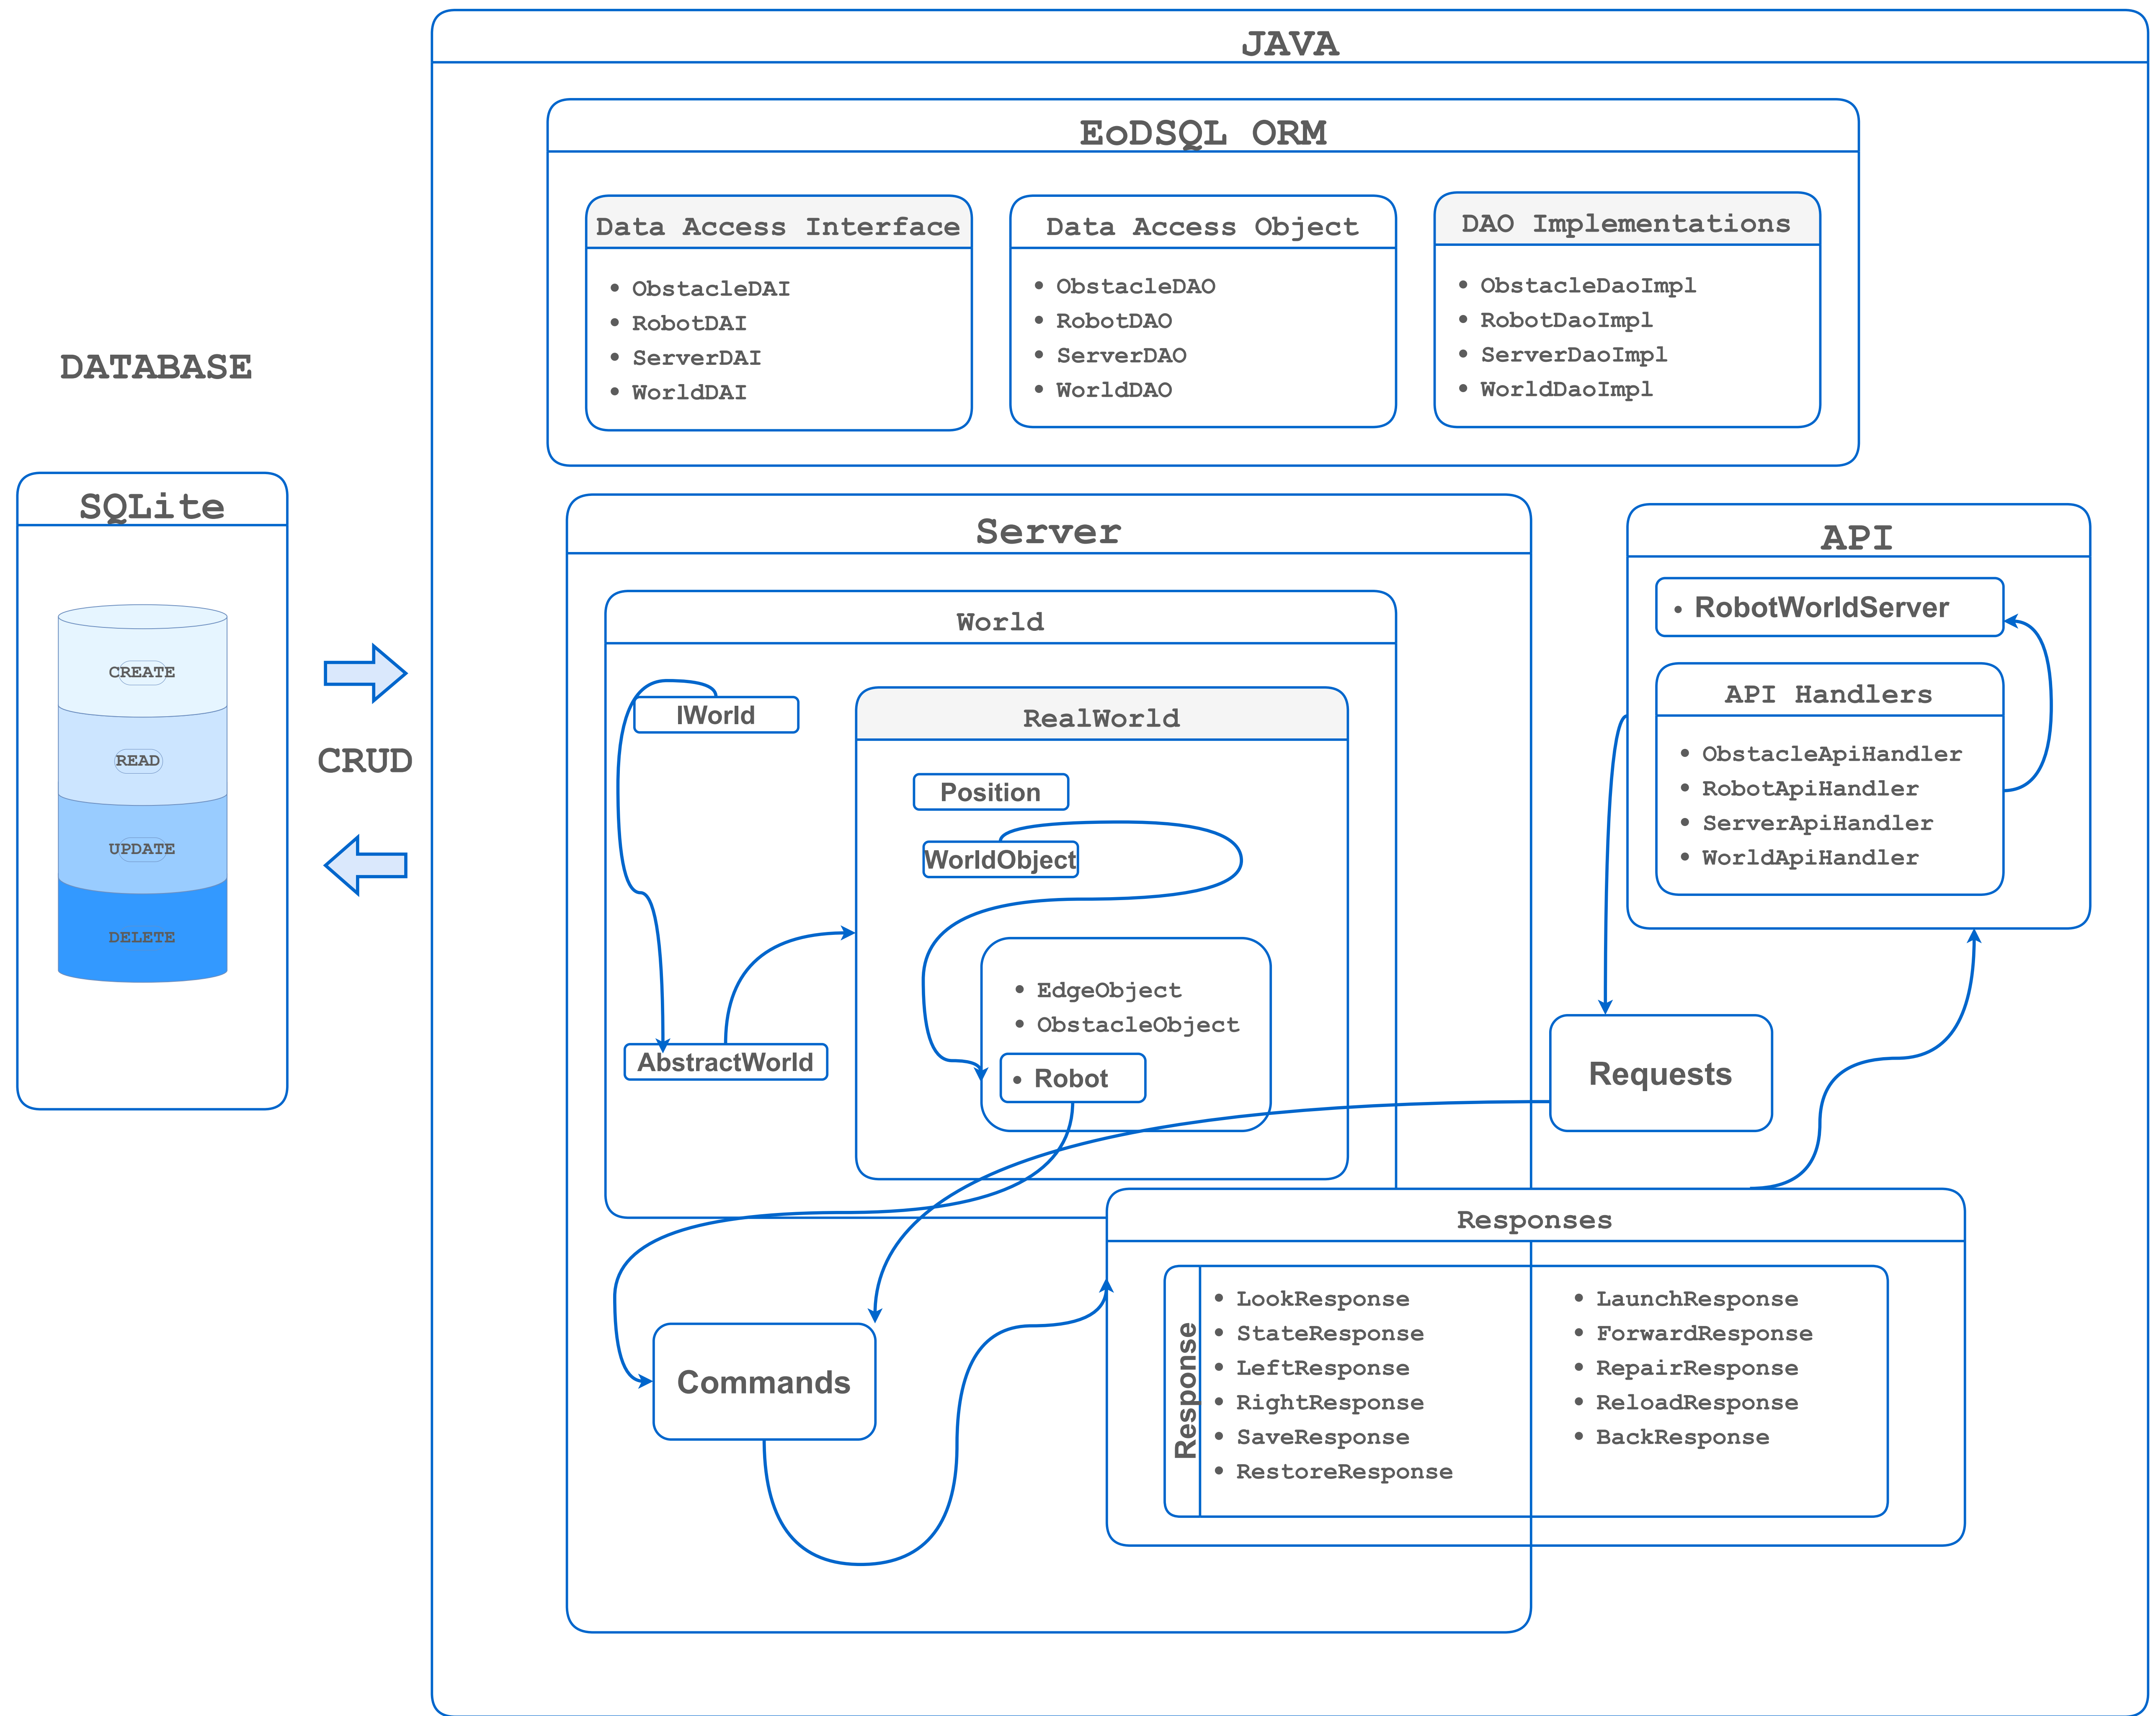 JAVA
EoDSQL ORM
Data Access Interface
• ObstacleDAI
• RobotDAI
• ServerDAI
• WorldDAI
Data Access Object
• ObstacleDAO
• RobotDAO
• ServerDAO
• WorldDAO
DAO Implementations
• ObstacleDaoImpl
• RobotDaoImpl
• ServerDaoImpl
• WorldDaoImpl
DATABASE
SQLite
CREATE
READ
UPDATE
DELETE
CRUD
Server
World
IWorld
AbstractWorld
RealWorld
Position
WorldObject
• EdgeObject
• ObstacleObject
• Robot
API
• RobotWorldServer
API Handlers
• ObstacleApiHandler
• RobotApiHandler
• ServerApiHandler
• WorldApiHandler
Requests
Commands
Responses
Response
• LookResponse
• StateResponse
• LeftResponse
• RightResponse
• SaveResponse
• RestoreResponse
• LaunchResponse
• ForwardResponse
• RepairResponse
• ReloadResponse
• BackResponse